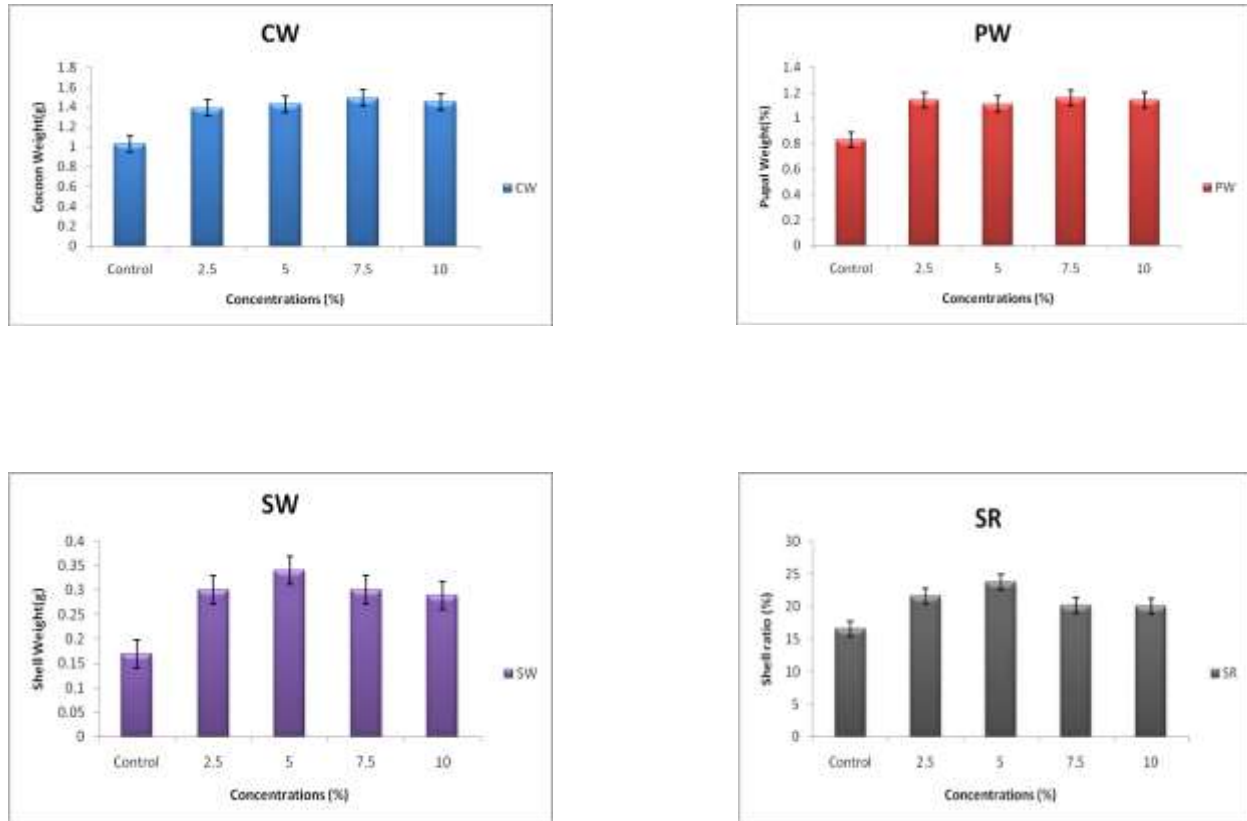 CW
Cocoon Weight(g)
1.8
1.6
1.4
1.2
1
0.8
0.6
0.4
0.2
0
Control 2.5 5 7.5 10
Concentrations (%)
CW
PW
Pupal Weight(%)
1.4
1.2
1
0.8
0.6
0.4
0.2
0
Control 2.5 5 7.5 10
Concentrations (%)
PW
SW
Shell Weight(g)
0.4
0.35
0.3
0.25
0.2
0.15
0.1
0.05
0
Control 2.5 5 7.5 10
Concentrations (%)
SW
SR
Shell ratio (%)
30
25
20
15
10
5
0
Control 2.5 5 7.5 10
Concentrations (%)
SR